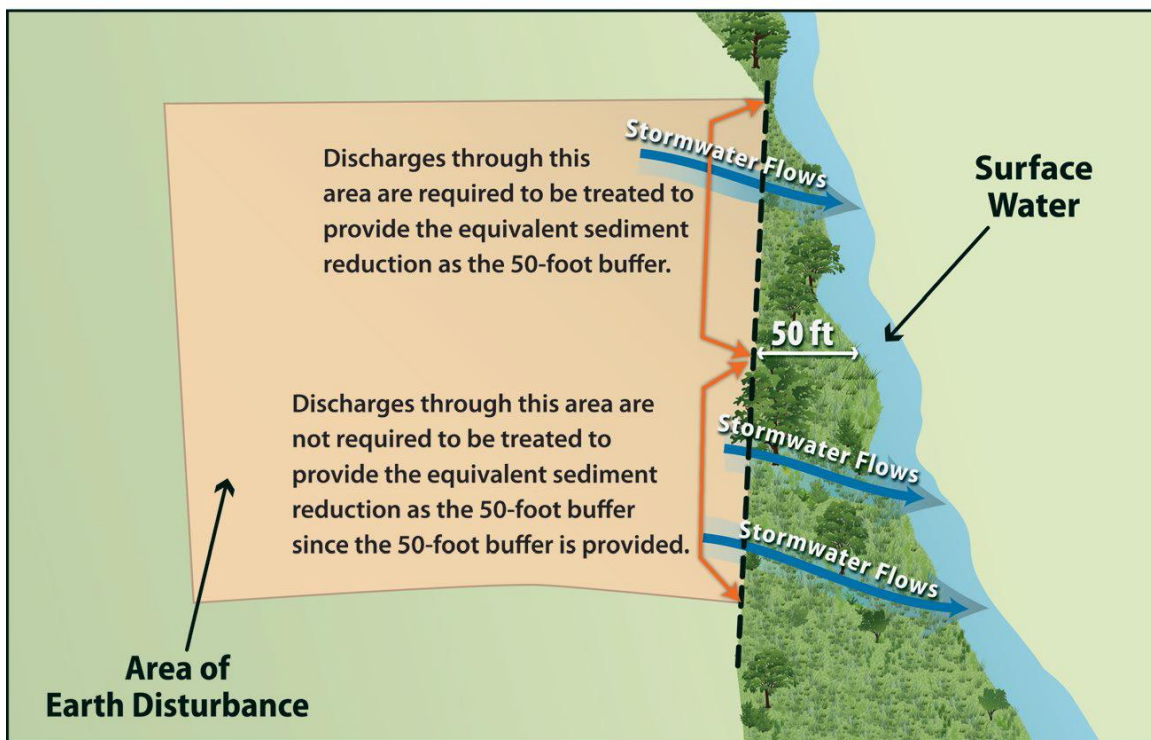 Discharges through this
area are required to be treated to
provide the equivalent sediment
reduction as the 50-foot buffer.
Stormwater Flows
Surface
Water
50 ft
Discharges through this area are
not required to be treated to
provide the equivalent sediment
reduction as the 50-foot buffer
since the 50-foot buffer is provided.
Stormwater Flows
Stormwater Flows
Area of
Earth Disturbance